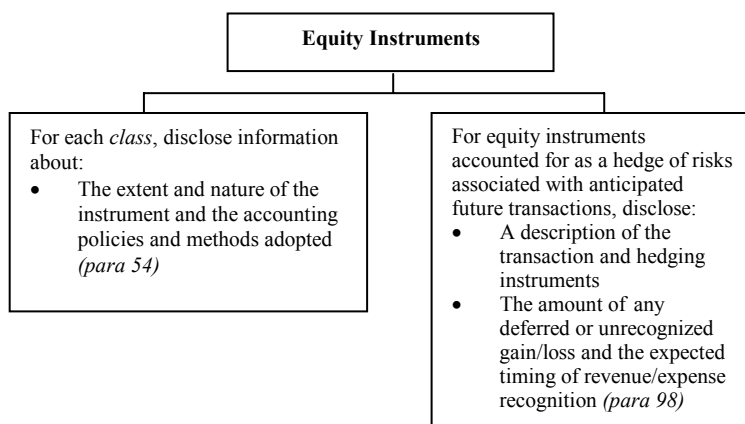 Equity Instruments
For each class, disclose information
about:
• The extent and nature of the
instrument and the accounting
policies and methods adopted
(para 54)
For equity instruments
accounted for as a hedge of risks
associated with anticipated
future transactions, disclose:
• A description of the
transaction and hedging
instruments
• The amount of any
deferred or unrecognized
gain/loss and the expected
timing of revenue/expense
recognition (para 98)